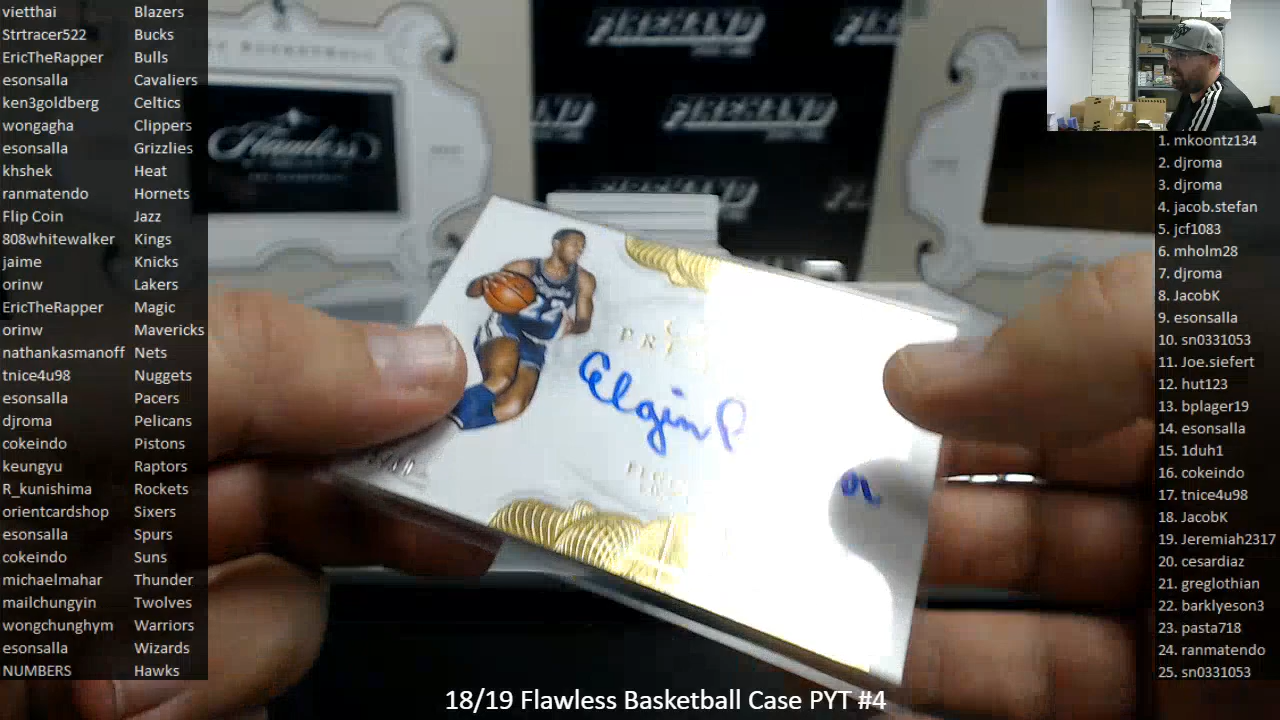 vietthai Blazers
Strtracer522 Bucks
EricTheRapper Bulls
esonsalla Cavaliers
ken3goldberg Celtics
wongagha Clippers
esonsalla Grizzlies
khshek Heat
ranmatendo Hornets
Flip Coin Jazz
808whitewalker Kings
jaime Knicks
orinw Lakers
EricTheRapper Magic
orinw Mavericks
nathankasmanoff Nets
tnice4u98 Nuggets
esonsalla Pacers
djroma Pelicans
cokeindo Pistons
keungyu Raptors
R_kunishima Rockets
orientcardshop Sixers
esonsalla Spurs
cokeindo Suns
michaelmahar Thunder
mailchungyin Twolves
wongchunghym Warriors
esonsalla Wizards
NUMBERS Hawks
Flawless
FIREHAND
FIREHAND
22
Elgin
1. mkoontz134
2. djroma
3. djroma
4. jacob.stefan
5. jcf1083
6. mholm28
7. djroma
8. JacobK
9. esonsalla
10. sn0331053
11. Joe.siefert
12. hut123
13. bplager19
14. esonsalla
15. 1duh1
16. cokeindo
17. tnice4u98
18. JacobK
19. Jeremiah2317
20. cesardiaz
21. greglothian
22. barklyeson3
23. pasta718
24. ranmatendo
25. sn0331053
18/19 Flawless Basketball Case PYT #4